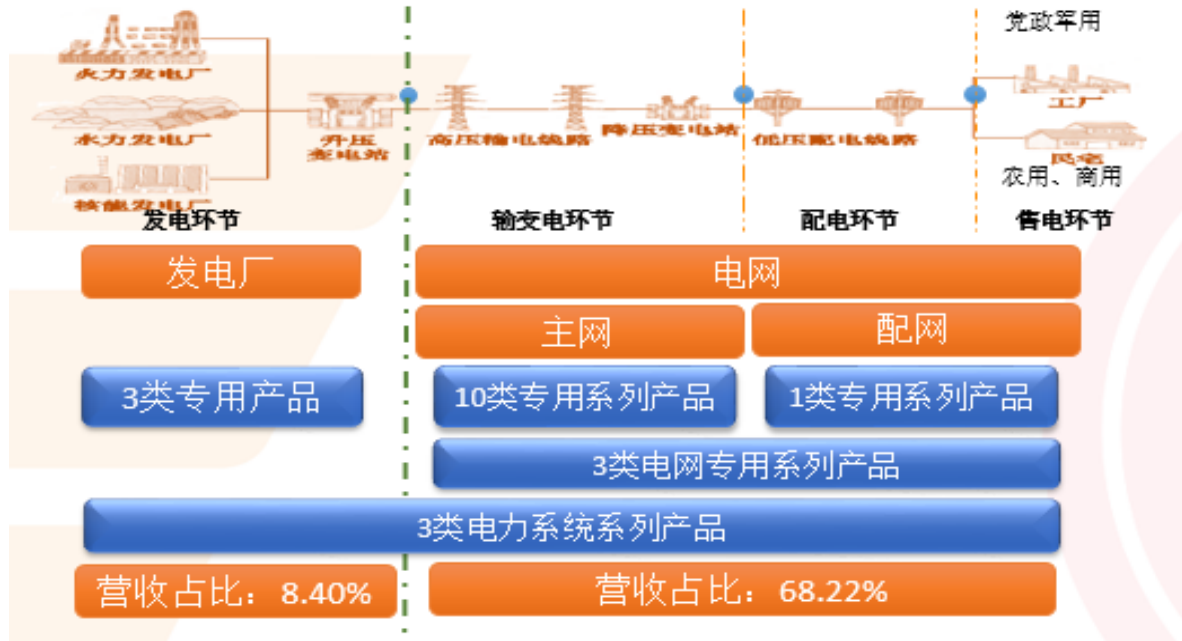 党政军用
火力发电厂
工厂
水力发电厂
升压
变电站
高压输电线路
降压变电站
低压配电线路
民宅
农用、商用
核能发电厂
发电环节
输变电环节
配电环节
售电环节
发电厂
电网
主网
配网
3类专用产品
10类专用系列产品
1类专用系列产品
3类电网专用系列产品
3类电力系统系列产品
营收占比：8.40%
营收占比：68.22%